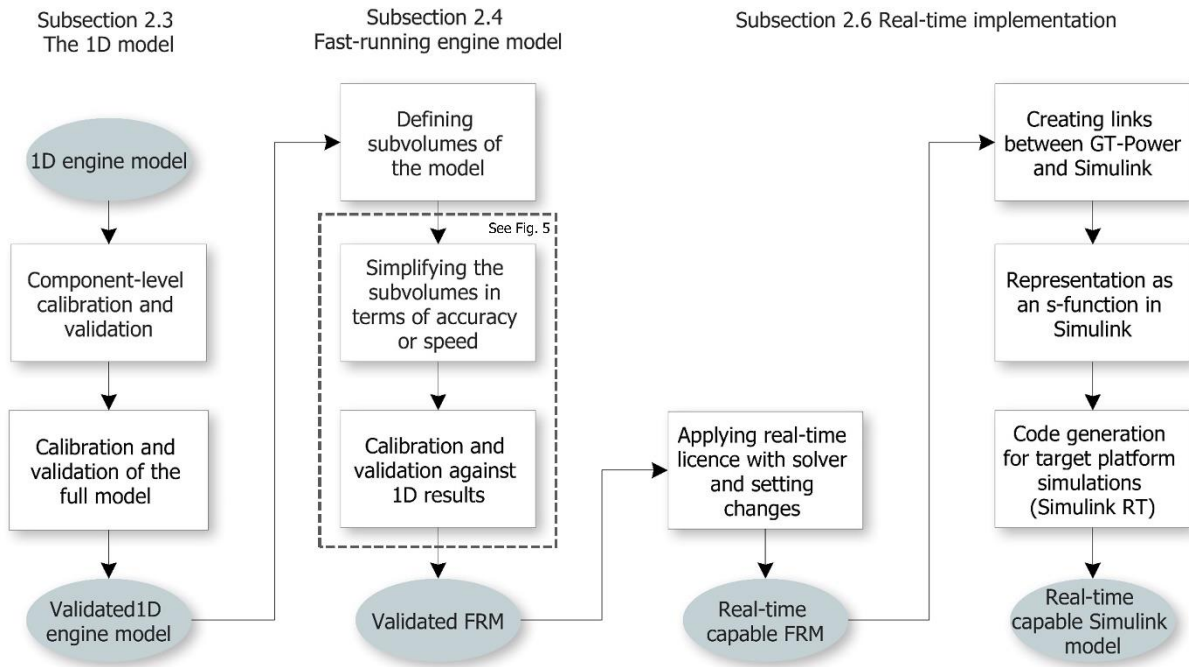 Subsection 2.3
The 1D model
1D engine model
Component-level
calibration and
validation
Calibration and
validation of the
full model
Validated1D
engine model
Subsection 2.4
Fast-running engine model
Defining
subvolumes of
the model
See Fig. 5
Simplifying the
subvolumes in
terms of accuracy
or speed
Calibration and
validation against
1D results
Validated FRM
Subsection 2.6 Real-time implementation
Applying real-time
licence with solver
and setting
changes
Real-time
capable FRM
Creating links
between GT-Power
and Simulink
Representation as
an s-function in
Simulink
Code generation
for target platform
simulations
(Simulink RT)
Real-time
capable Simulink
model